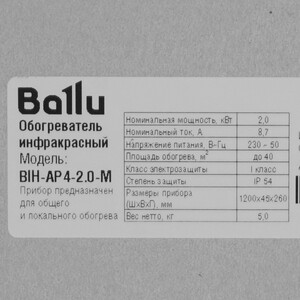 Ballu
Обогреватель
инфракрасный
Модель:
BIH-AP4-2.0-M
Прибор предназначен
для общего
и локального обогрева
Номинальная мощность, кВт 2,0
Номинальный ток, А 8,7
Напряжение питания, В-Гц 230 – 50
Площадь обогрева, м² до 40
Класс электрозащиты I класс
Степень защиты IP 54
Размеры прибора
(ШхВхГ), мм 1200x45x260
Вес нетто, кг 5,0